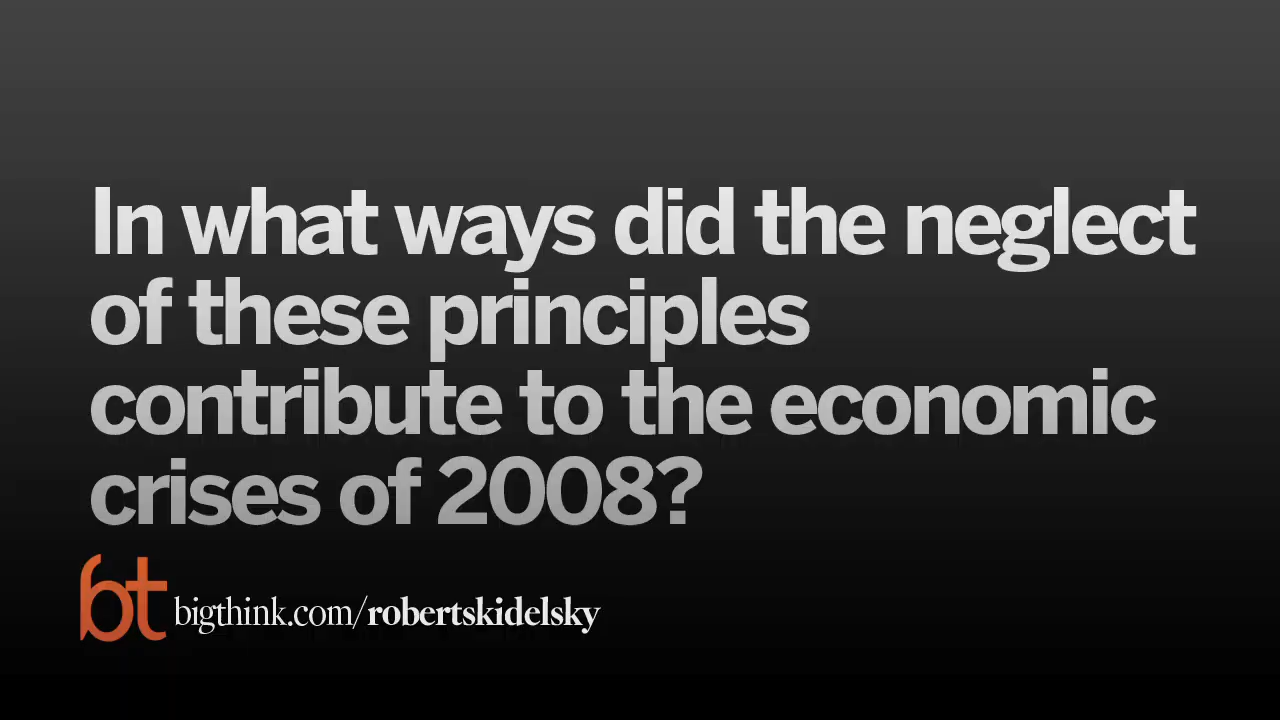 In what ways did the neglect
of these principles
contribute to the economic
crises of 2008?
bt bigthink.com/robertskidelsky